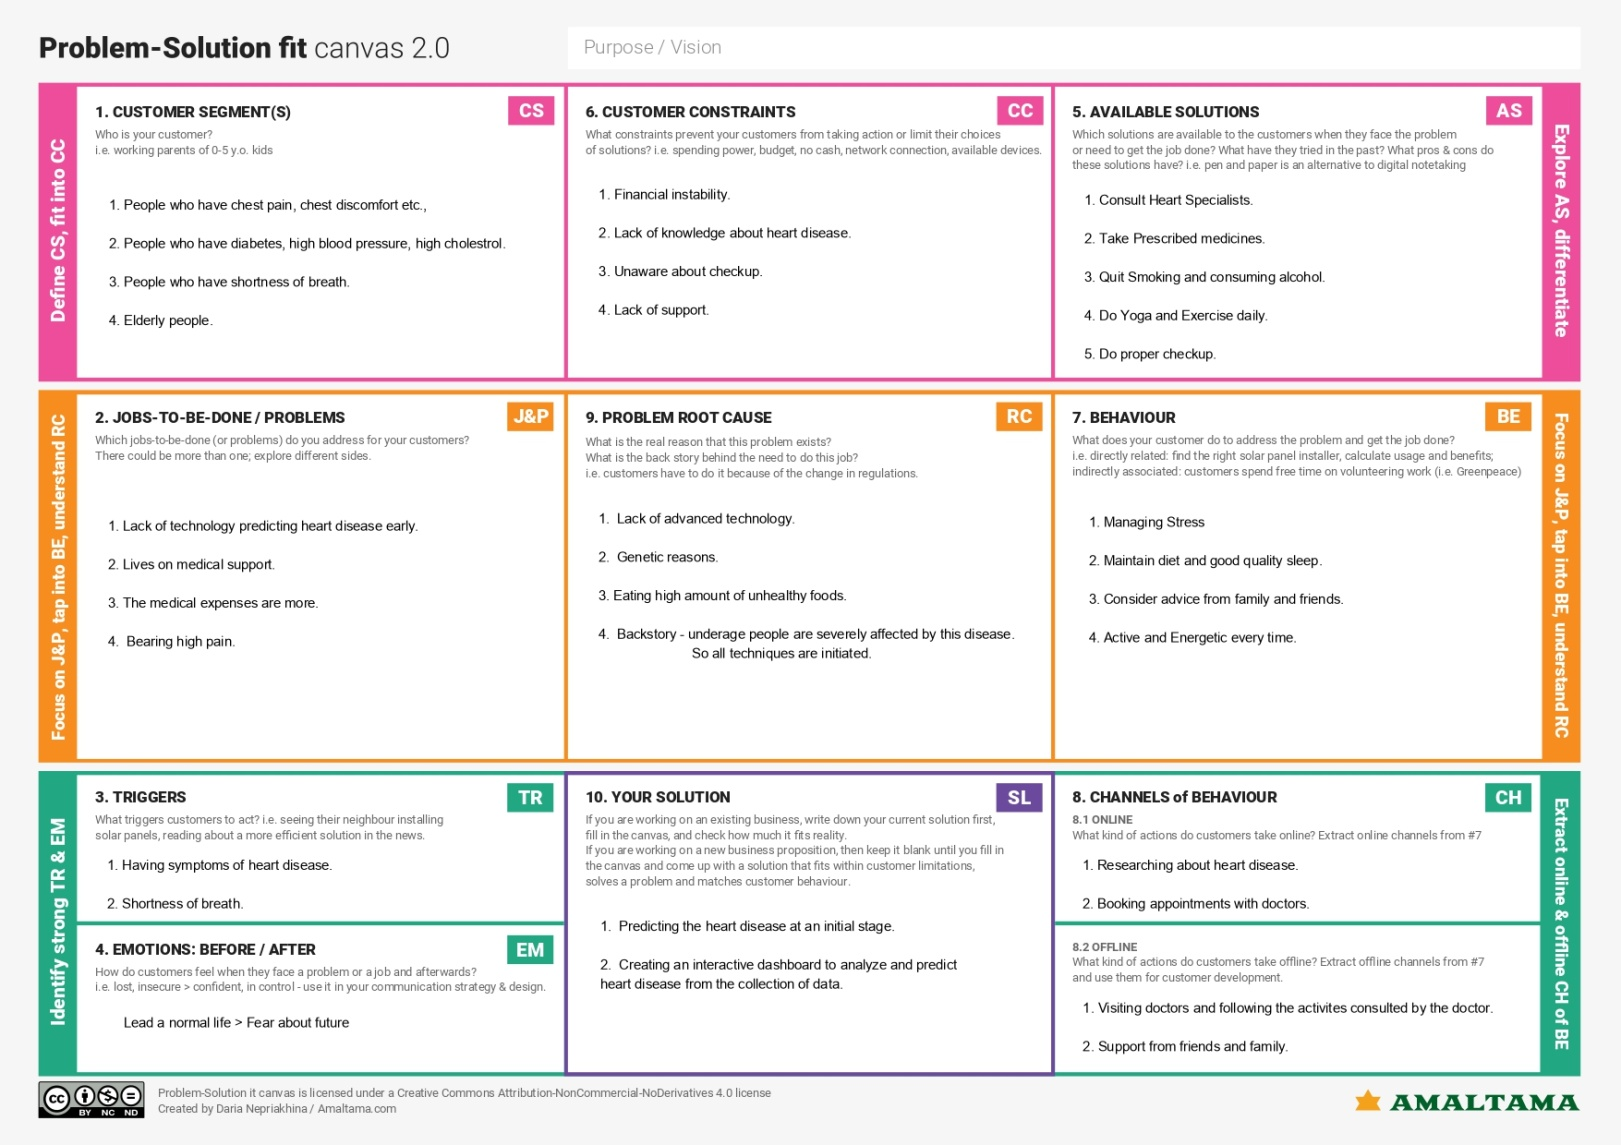 Problem-Solution fit canvas 2.0
Purpose / Vision
Define CS, fit into CC
1. CUSTOMER SEGMENT(S)
CS
Who is your customer?
i.e. working parents of 0-5 y.o. kids
1. People who have chest pain, chest discomfort etc.,
2. People who have diabetes, high blood pressure, high cholestrol.
3. People who have shortness of breath.
4. Elderly people.
6. CUSTOMER CONSTRAINTS
CC
What constraints prevent your customers from taking action or limit their choices
of solutions? i.e. spending power, budget, no cash, network connection, available devices.
1. Financial instability.
2. Lack of knowledge about heart disease.
3. Unaware about checkup.
4. Lack of support.
5. AVAILABLE SOLUTIONS
AS
Which solutions are available to the customers when they face the problem
or need to get the job done? What have they tried in the past? What pros & cons do
these solutions have? i.e. pen and paper is an alternative to digital notetaking
1. Consult Heart Specialists.
2. Take Prescribed medicines.
3. Quit Smoking and consuming alcohol.
4. Do Yoga and Exercise daily.
5. Do proper checkup.
Explore AS, differentiate
Focus on J&P, tap into BE, understand RC
2. JOBS-TO-BE-DONE / PROBLEMS
J&P
Which jobs-to-be-done (or problems) do you address for your customers?
There could be more than one; explore different sides.
1. Lack of technology predicting heart disease early.
2. Lives on medical support.
3. The medical expenses are more.
4. Bearing high pain.
9. PROBLEM ROOT CAUSE
RC
What is the real reason that this problem exists?
What is the back story behind the need to do this job?
i.e. customers have to do it because of the change in regulations.
1. Lack of advanced technology.
2. Genetic reasons.
3. Eating high amount of unhealthy foods.
4. Backstory - underage people are severely affected by this disease.
So all techniques are initiated.
7. BEHAVIOUR
BE
What does your customer do to address the problem and get the job done?
i.e. directly related: find the right solar panel installer, calculate usage and benefits;
indirectly associated: customers spend free time on volunteering work (i.e. Greenpeace)
1. Managing Stress
2. Maintain diet and good quality sleep.
3. Consider advice from family and friends.
4. Active and Energetic every time.
Focus on J&P, tap into BE, understand RC
Identify strong TR & EM
3. TRIGGERS
TR
What triggers customers to act? i.e. seeing their neighbour installing
solar panels, reading about a more efficient solution in the news.
1. Having symptoms of heart disease.
2. Shortness of breath.
4. EMOTIONS: BEFORE / AFTER
EM
How do customers feel when they face a problem or a job and afterwards?
i.e. lost, insecure > confident, in control - use it in your communication strategy & design.
Lead a normal life > Fear about future
10. YOUR SOLUTION
SL
If you are working on an existing business, write down your current solution first,
fill in the canvas, and check how much it fits reality.
If you are working on a new business proposition, then keep it blank until you fill in
the canvas and come up with a solution that fits within customer limitations,
solves a problem and matches customer behaviour.
1. Predicting the heart disease at an initial stage.
2. Creating an interactive dashboard to analyze and predict
heart disease from the collection of data.
8. CHANNELS of BEHAVIOUR
CH
8.1 ONLINE
What kind of actions do customers take online? Extract online channels from #7
1. Researching about heart disease.
2. Booking appointments with doctors.
8.2 OFFLINE
What kind of actions do customers take offline? Extract offline channels from #7
and use them for customer development.
1. Visiting doctors and following the activites consulted by the doctor.
2. Support from friends and family.
Extract online & offline CH of BE
cc BY NC ND
Problem-Solution it canvas is licensed under a Creative Commons Attribution-NonCommercial-NoDerivatives 4.0 license
Created by Daria Nepriakhina / Amaltama.com
AMALTAMA